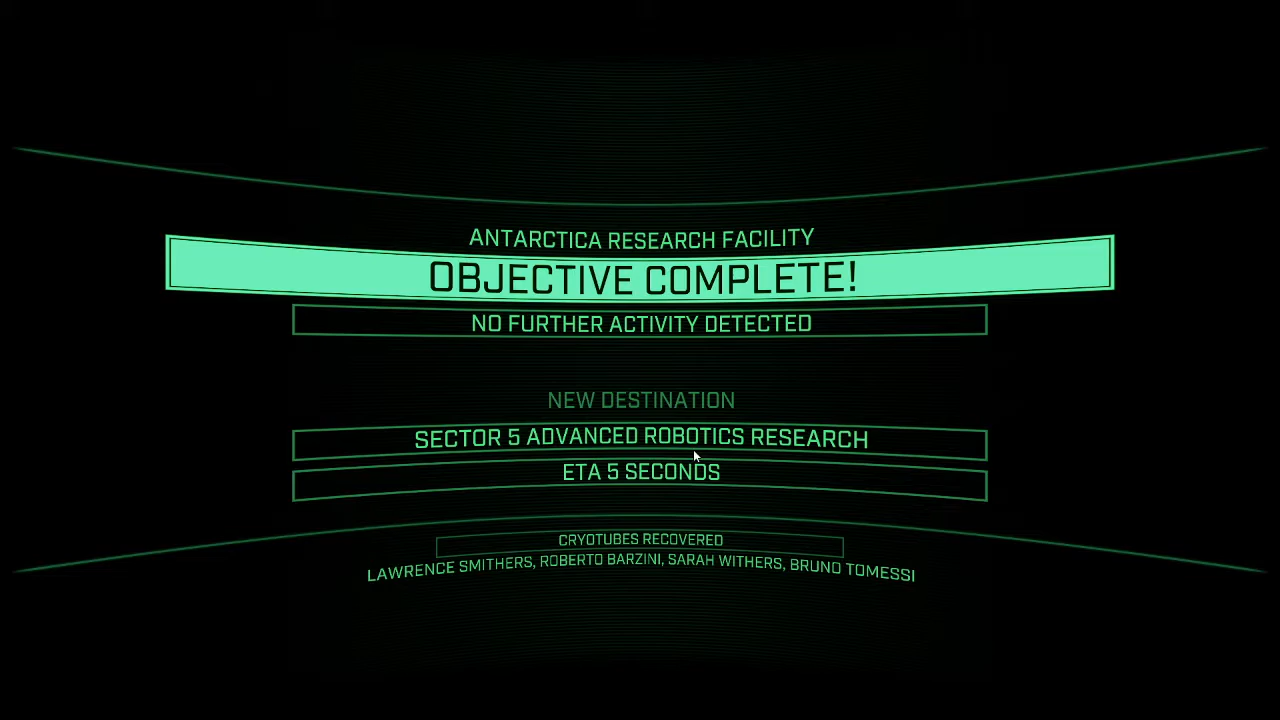 ANTARCTICA RESEARCH FACILITY
OBJECTIVE COMPLETE!
NO FURTHER ACTIVITY DETECTED
NEW DESTINATION
SECTOR 5 ADVANCED ROBOTICS RESEARCH
ETA 5 SECONDS
CRYOTUBES RECOVERED
LAWRENCE SMITHERS, ROBERTO BARZINI, SARAH WITHERS, BRUNO TOMESSI